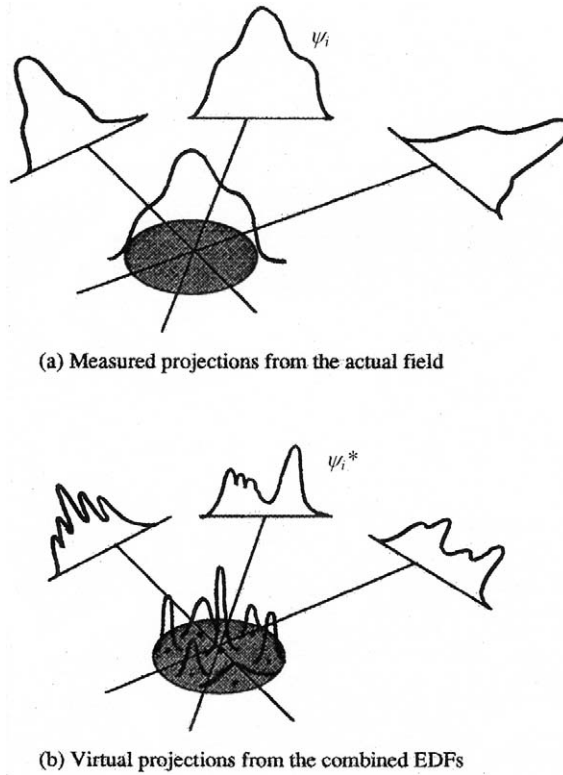 ψi
(a) Measured projections from the actual field
ψi*
(b) Virtual projections from the combined EDFs